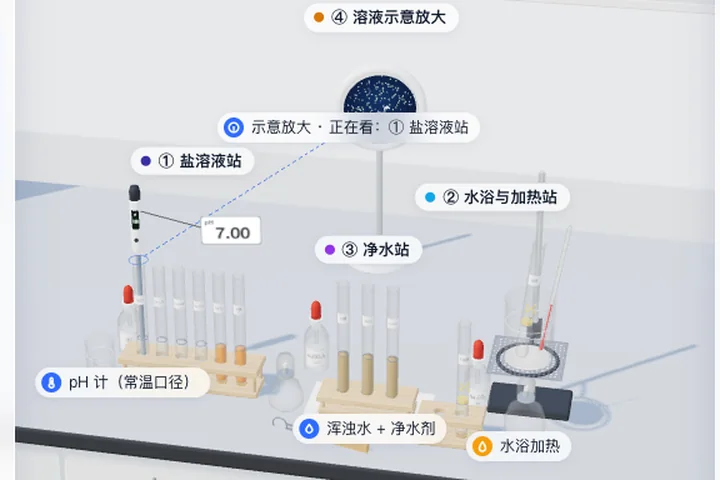 ④ 溶液示意放大
示意放大 · 正在看：① 盐溶液站
① 盐溶液站
② 水浴与加热站
pH
7.00
③ 净水站
pH 计（常温口径）
浑浊水 + 净水剂
水浴加热